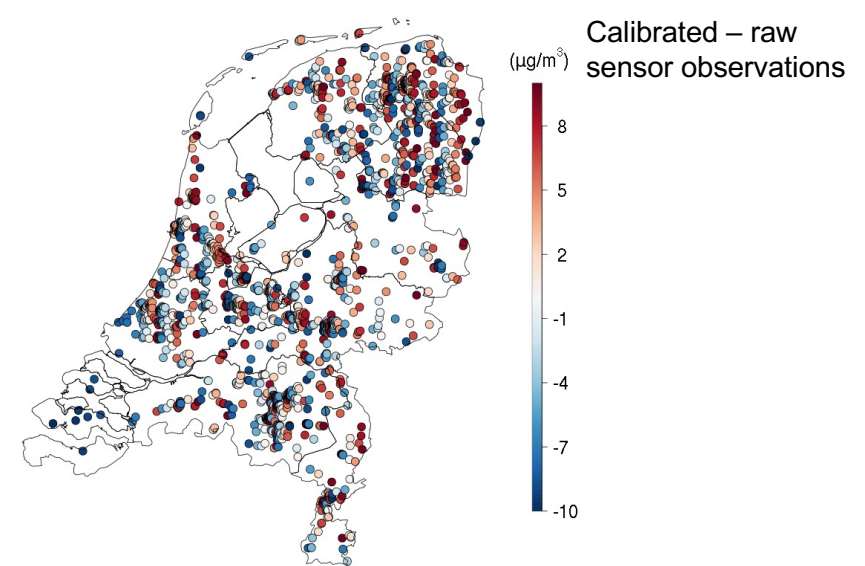 Calibrated – raw
sensor observations
(µg/m³)
8
5
2
-1
-4
-7
-10